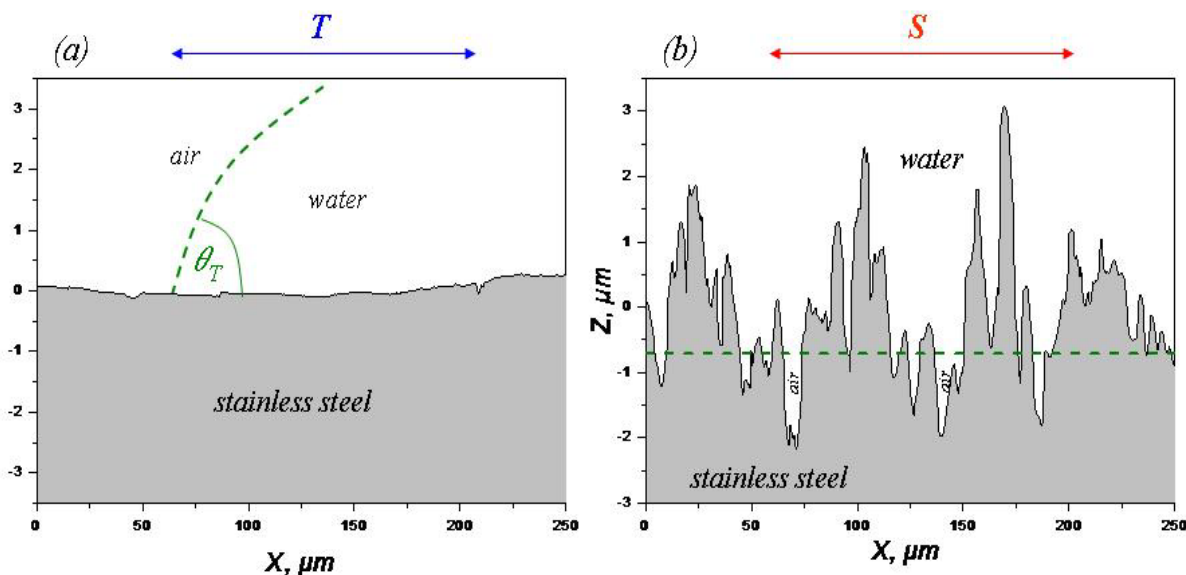 (a)
T
3
2
1
0
-1
-2
-3
air
water
θT
stainless steel
0 50 100 150 200 250
X, μm
(b)
S
Z, μm
3
2
1
0
-1
-2
-3
water
air
air
stainless steel
0 50 100 150 200 250
X, μm